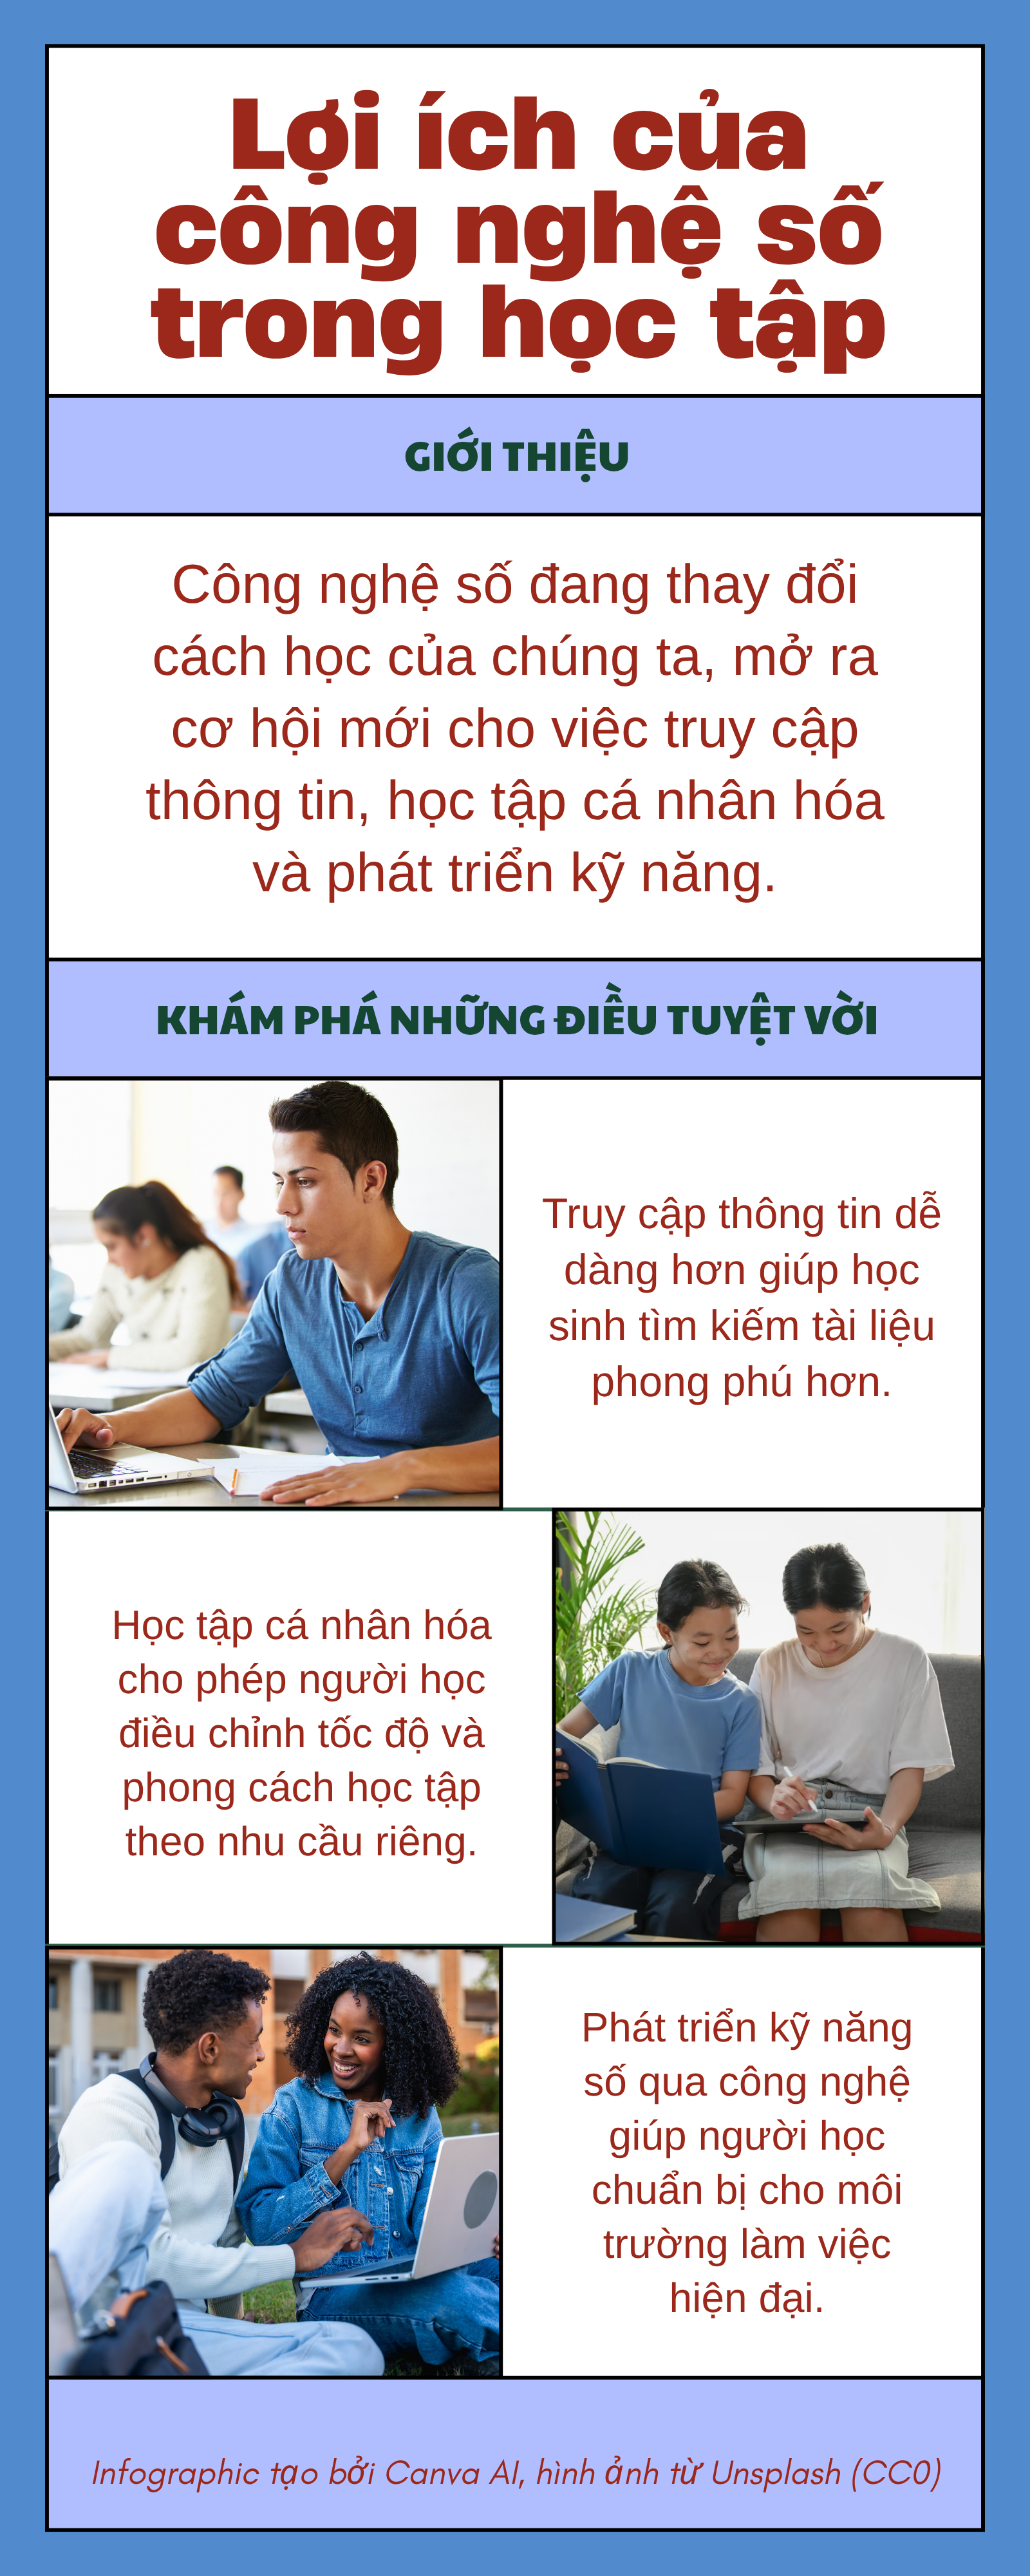 Lợi ích của
công nghệ số
trong học tập
GIỚI THIỆU
Công nghệ số đang thay đổi
cách học của chúng ta, mở ra
cơ hội mới cho việc truy cập
thông tin, học tập cá nhân hóa
và phát triển kỹ năng.
KHÁM PHÁ NHỮNG ĐIỀU TUYỆT VỜI
Truy cập thông tin dễ
dàng hơn giúp học
sinh tìm kiếm tài liệu
phong phú hơn.
Học tập cá nhân hóa
cho phép người học
điều chỉnh tốc độ và
phong cách học tập
theo nhu cầu riêng.
Phát triển kỹ năng
số qua công nghệ
giúp người học
chuẩn bị cho môi
trường làm việc
hiện đại.
Infographic tạo bởi Canva AI, hình ảnh từ Unsplash (CC0)